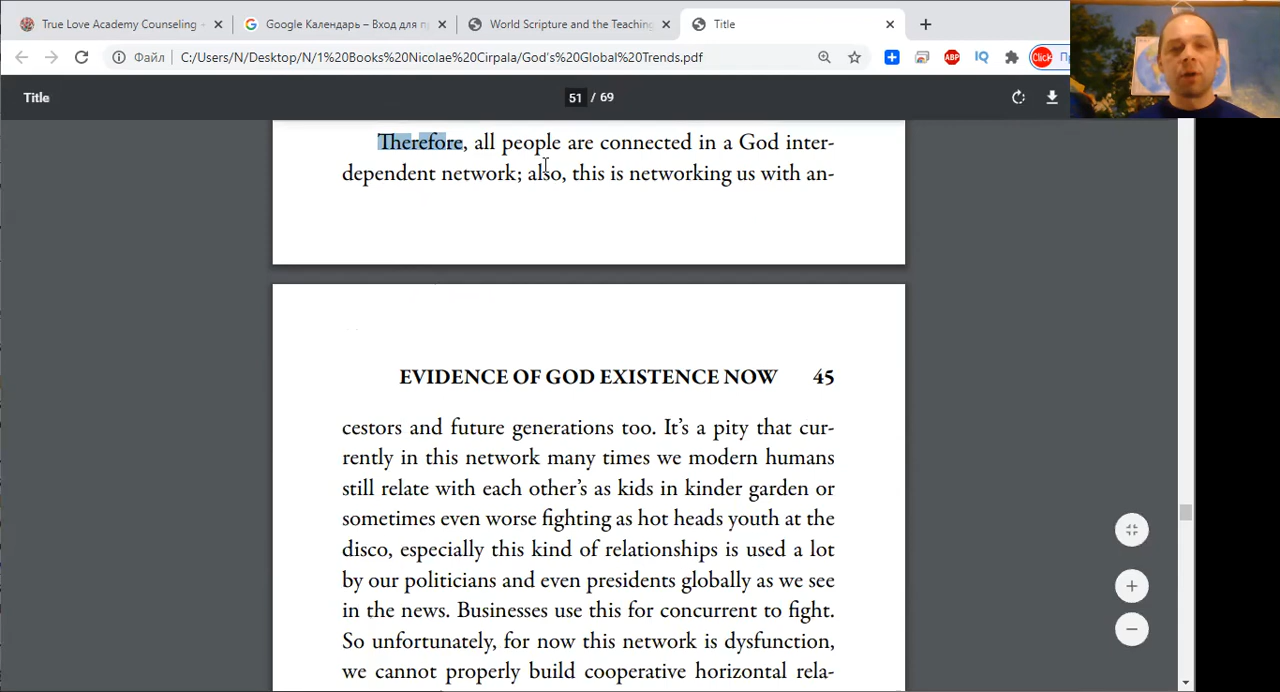 True Love Academy Counseling
Google Календарь – Вход для п
World Scripture and the Teaching
Title
Файл
C:/Users/N/Desktop/N/1%20Books%20Nicolae%20Cirpala/God's%20Global%20Trends.pdf
ABP
IQ
Click
Title
51 / 69
Therefore, all people are connected in a God inter-
dependent network; also, this is networking us with an-
EVIDENCE OF GOD EXISTENCE NOW 45
cestors and future generations too. It's a pity that cur-
rently in this network many times we modern humans
still relate with each other's as kids in kinder garden or
sometimes even worse fighting as hot heads youth at the
disco, especially this kind of relationships is used a lot
by our politicians and even presidents globally as we see
in the news. Businesses use this for concurrent to fight.
So unfortunately, for now this network is dysfunction,
we cannot properly build cooperative horizontal rela-